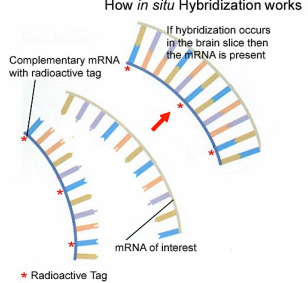 How in situ Hybridization works
If hybridization occurs
in the brain slice then
the mRNA is present
Complementary mRNA
with radioactive tag
mRNA of interest
* Radioactive Tag